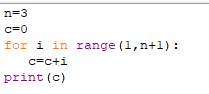 n=3
c=0
for i in range(1,n+1):
    c=c+i
print(c)